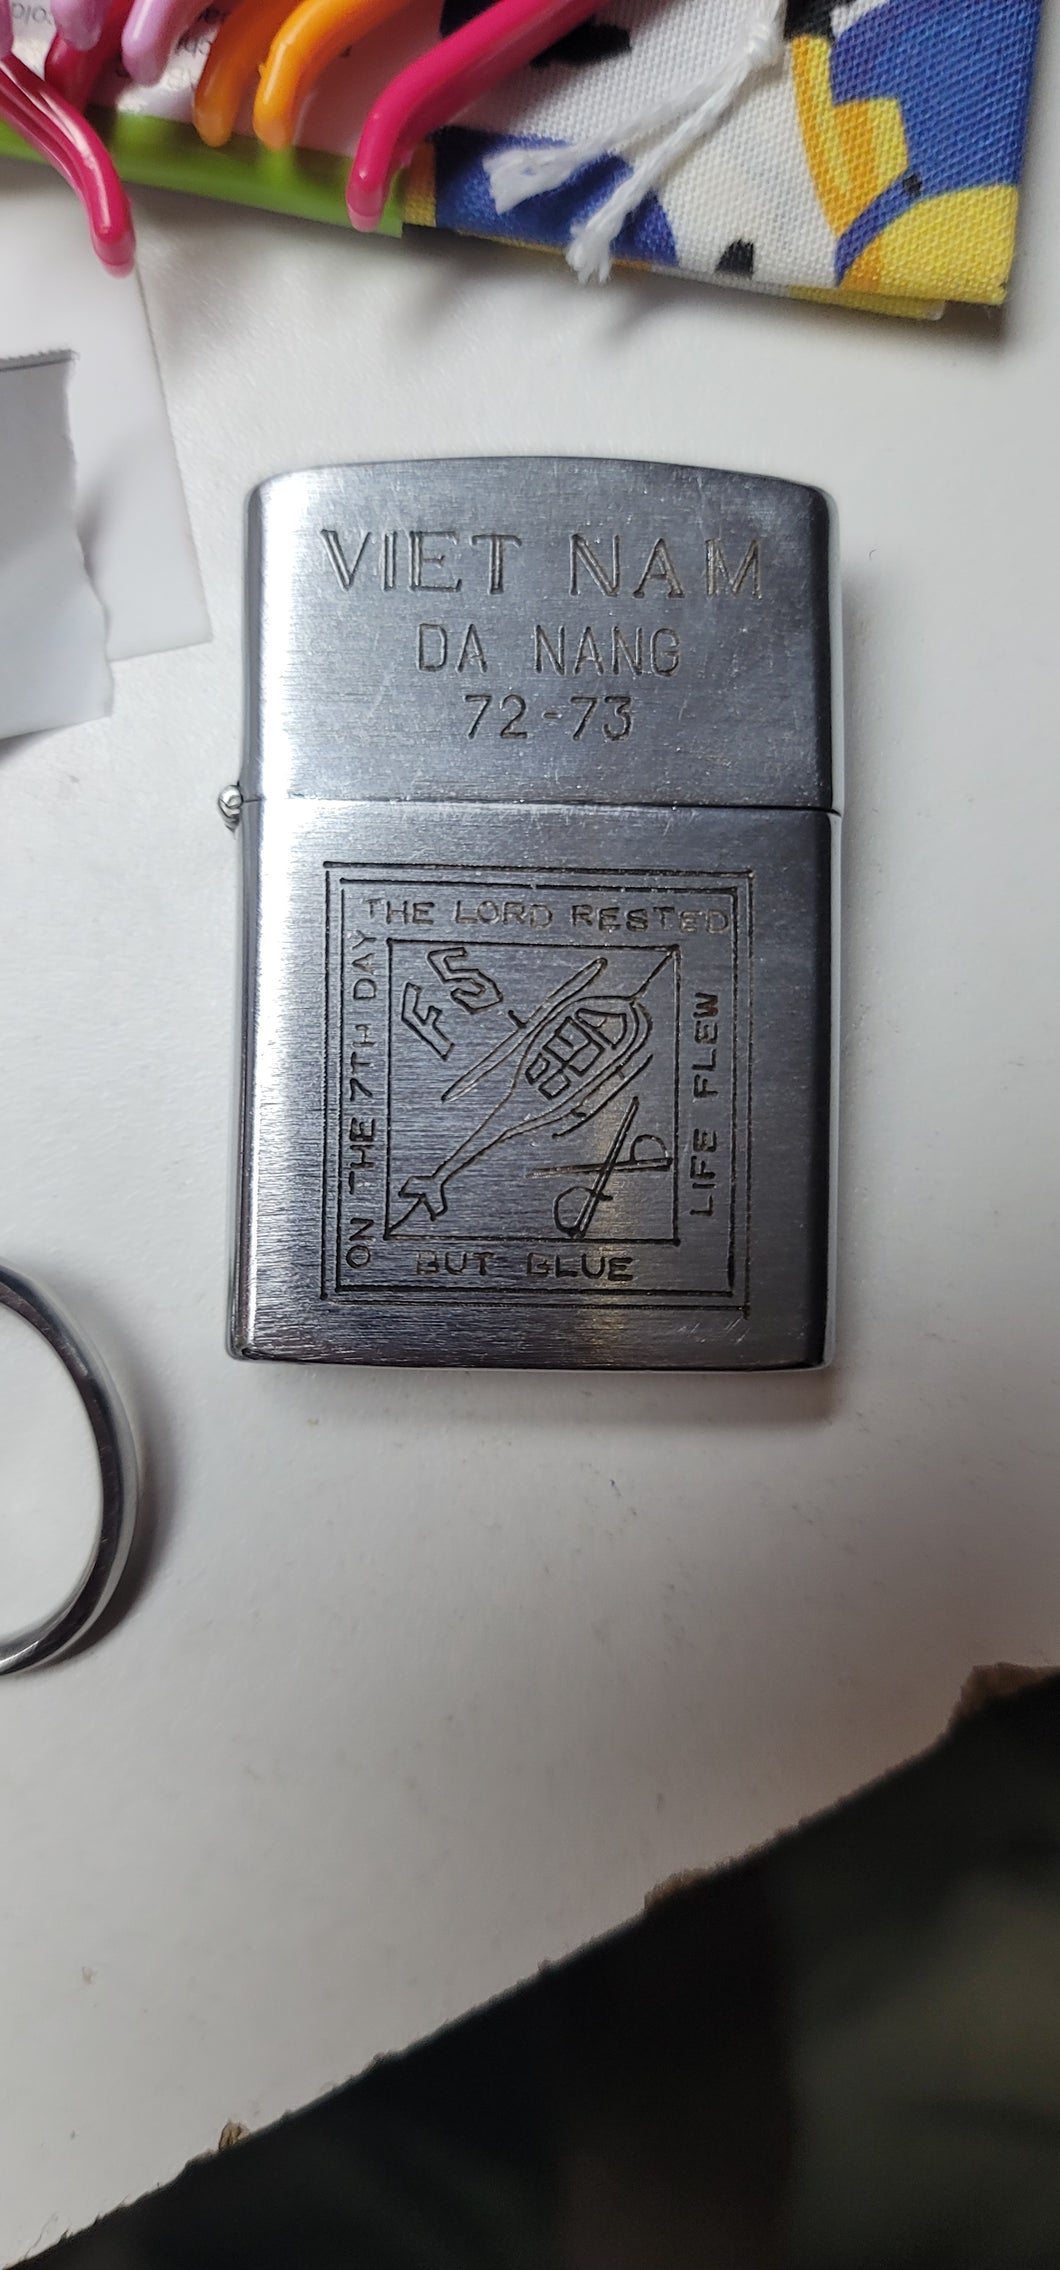 VIET NAM
DA NANG
72-73
ON THE 7TH DAY
THE LORD RESTED
BUT BLUE
LIFE FLEW
FS